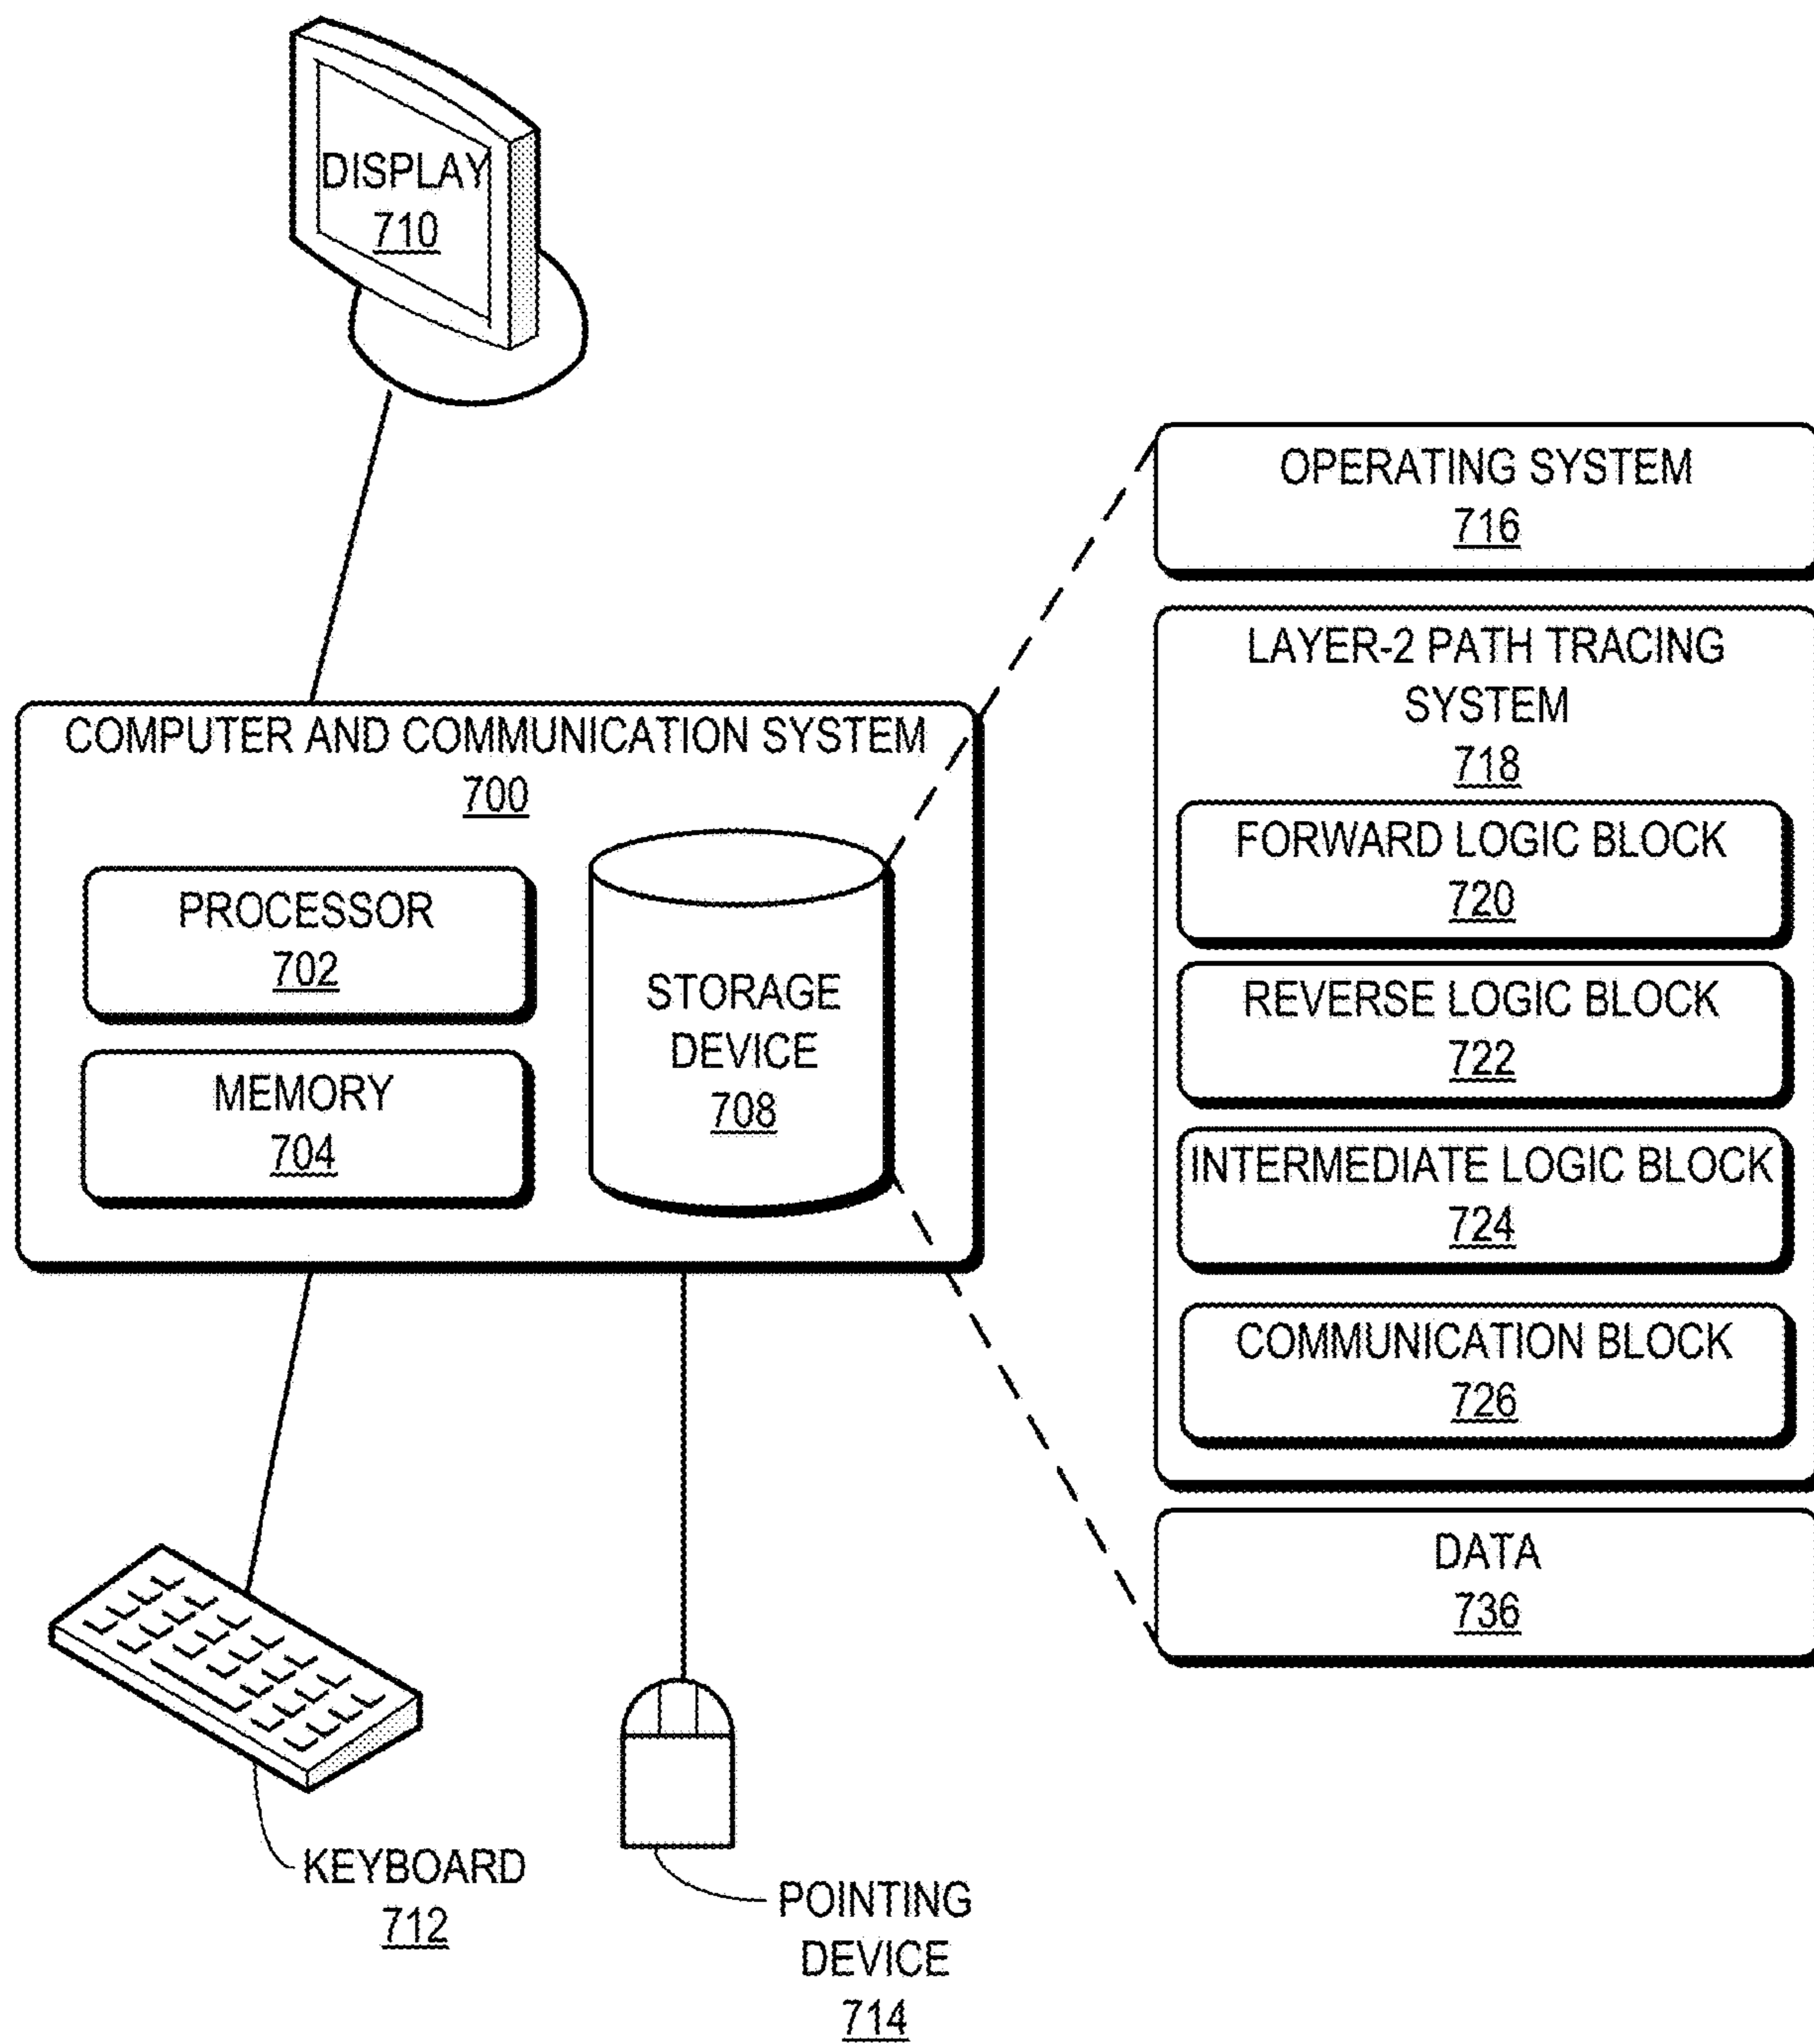 DISPLAY
710
COMPUTER AND COMMUNICATION SYSTEM
700
PROCESSOR
702
MEMORY
704
STORAGE
DEVICE
708
OPERATING SYSTEM
716
LAYER-2 PATH TRACING
SYSTEM
718
FORWARD LOGIC BLOCK
720
REVERSE LOGIC BLOCK
722
INTERMEDIATE LOGIC BLOCK
724
COMMUNICATION BLOCK
726
DATA
736
KEYBOARD
712
POINTING
DEVICE
714